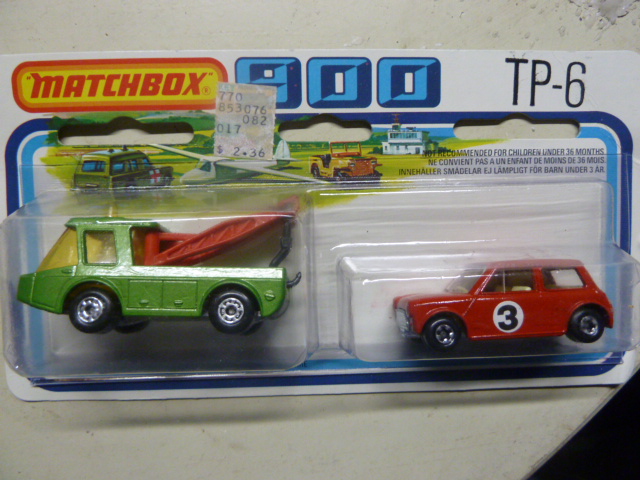 "MATCHBOX"®
900
TP-6
770
853076
082
017
$ 2.36
NOT RECOMMENDED FOR CHILDREN UNDER 36 MONTHS.
NE CONVIENT PAS A UN ENFANT DE MOINS DE 36 MOIS.
INNEHÅLLER SMÅDELAR EJ LÄMPLIGT FÖR BARN UNDER 3 ÅR.
3